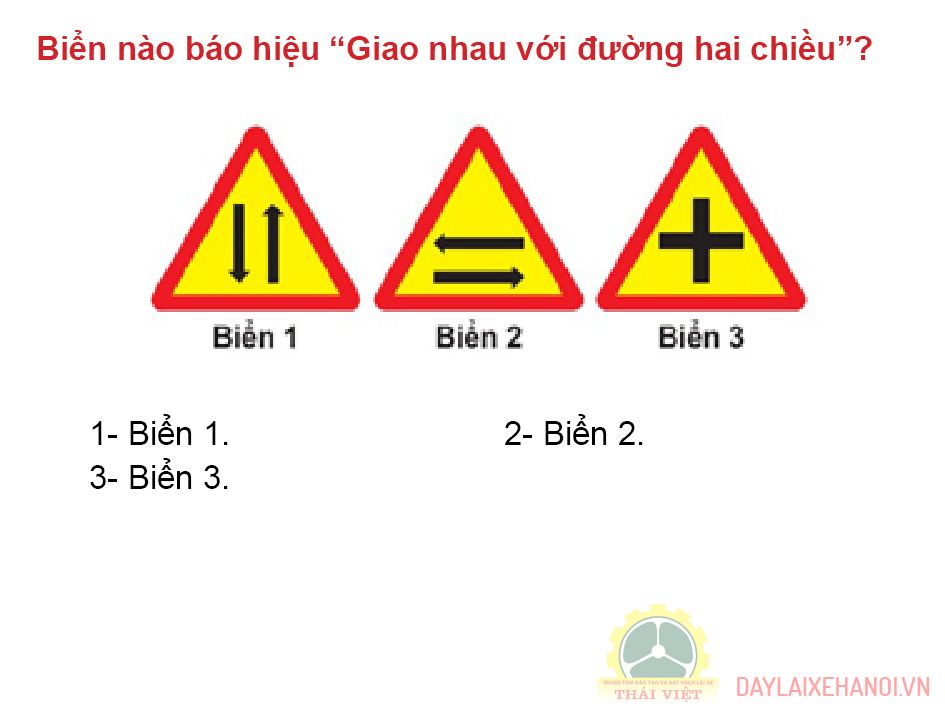 Biển nào báo hiệu “Giao nhau với đường hai chiều”?
Biển 1 Biển 2 Biển 3
1- Biển 1. 2- Biển 2.
3- Biển 3.
TRUNG TÂM ĐÀO TẠO VÀ SÁT HẠCH LÁI XE
THÁI VIỆT
DAYLAIXEHANOI.VN